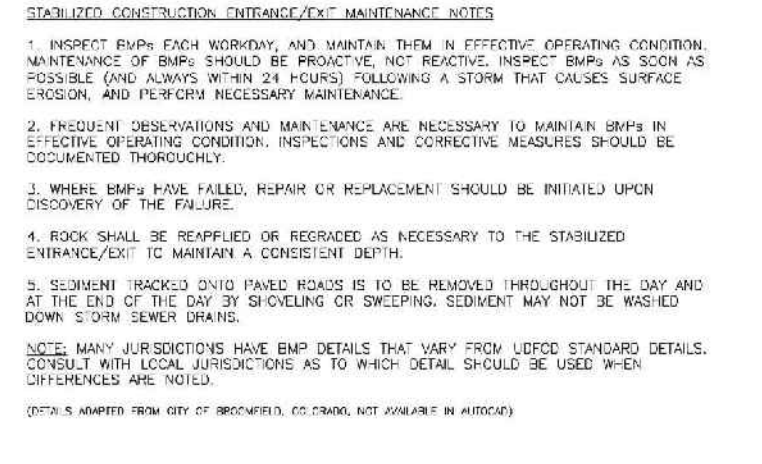 STABILIZED CONSTRUCTION ENTRANCE/EXIT MAINTENANCE NOTES
1. INSPECT BMPs EACH WORKDAY, AND MAINTAIN THEM IN EFFECTIVE OPERATING CONDITION.
MAINTENANCE OF BMPs SHOULD BE PROACTIVE, NOT REACTIVE. INSPECT BMPs AS SOON AS
POSSIBLE (AND ALWAYS WITHIN 24 HOURS) FOLLOWING A STORM THAT CAUSES SURFACE
EROSION, AND PERFORM NECESSARY MAINTENANCE.
2. FREQUENT OBSERVATIONS AND MAINTENANCE ARE NECESSARY TO MAINTAIN BMPs IN
EFFECTIVE OPERATING CONDITION. INSPECTIONS AND CORRECTIVE MEASURES SHOULD BE
DOCUMENTED THOROUGHLY.
3. WHERE BMPs HAVE FAILED, REPAIR OR REPLACEMENT SHOULD BE INITIATED UPON
DISCOVERY OF THE FAILURE.
4. ROCK SHALL BE REAPPLIED OR REGRADED AS NECESSARY TO THE STABILIZED
ENTRANCE/EXIT TO MAINTAIN A CONSISTENT DEPTH.
5. SEDIMENT TRACKED ONTO PAVED ROADS IS TO BE REMOVED THROUGHOUT THE DAY AND
AT THE END OF THE DAY BY SHOVELING OR SWEEPING. SEDIMENT MAY NOT BE WASHED
DOWN STORM SEWER DRAINS.
NOTE: MANY JURISDICTIONS HAVE BMP DETAILS THAT VARY FROM UDFCD STANDARD DETAILS.
CONSULT WITH LOCAL JURISDICTIONS AS TO WHICH DETAIL SHOULD BE USED WHEN
DIFFERENCES ARE NOTED.
(DETAILS ADAPTED FROM CITY OF BROOMFIELD, COLORADO, NOT AVAILABLE IN AUTOCAD)